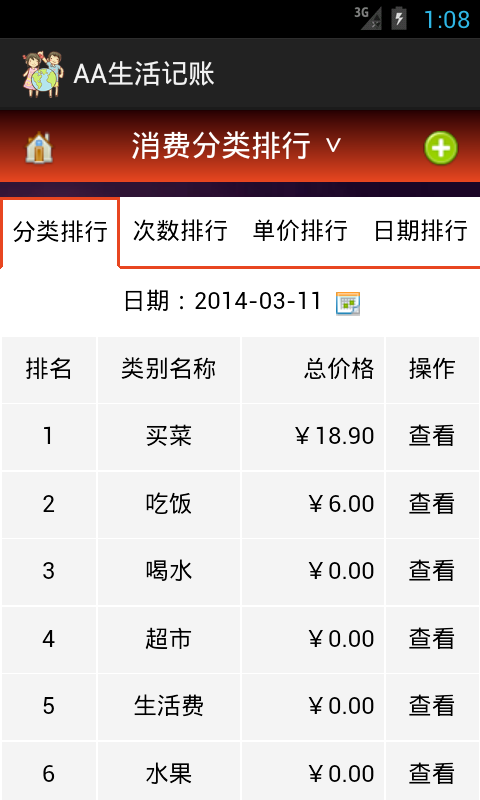 3G 1:08
AA生活记账
消费分类排行 ∨
分类排行 次数排行 单价排行 日期排行
日期：2014-03-11
排名 类别名称 总价格 操作
1 买菜 ￥18.90 查看
2 吃饭 ￥6.00 查看
3 喝水 ￥0.00 查看
4 超市 ￥0.00 查看
5 生活费 ￥0.00 查看
6 水果 ￥0.00 查看